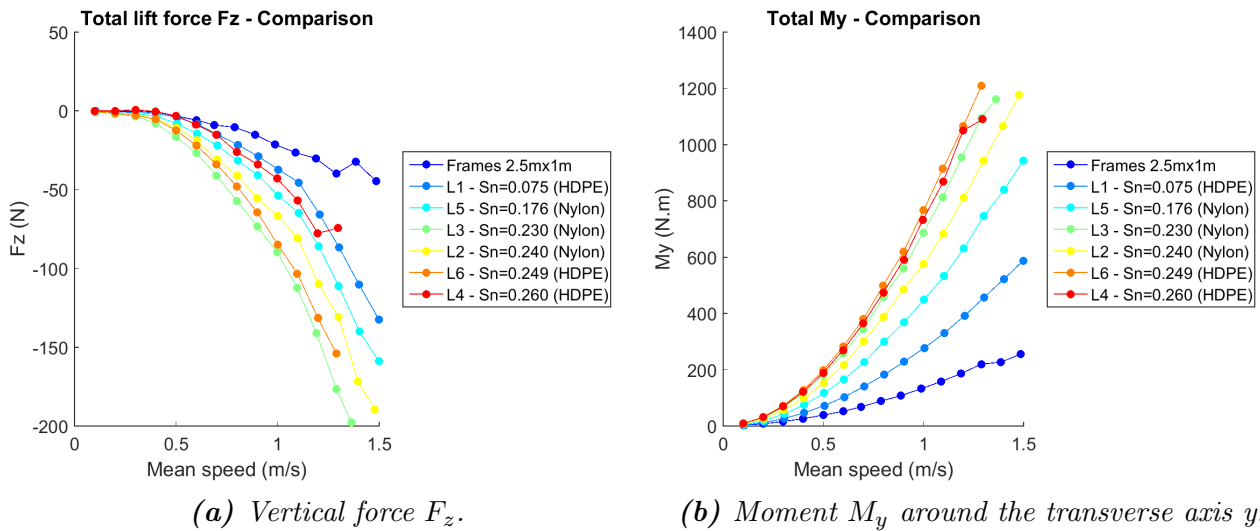 Total lift force Fz - Comparison
50
0
-50
-100
-150
-200
Fz (N)
0
0.5
1
1.5
Mean speed (m/s)
Frames 2.5mx1m
L1 - Sn=0.075 (HDPE)
L5 - Sn=0.176 (Nylon)
L3 - Sn=0.230 (Nylon)
L2 - Sn=0.240 (Nylon)
L6 - Sn=0.249 (HDPE)
L4 - Sn=0.260 (HDPE)
(a) Vertical force Fz.
Total My - Comparison
1400
1200
1000
800
600
400
200
0
My (N.m)
0
0.5
1
1.5
Mean speed (m/s)
Frames 2.5mx1m
L1 - Sn=0.075 (HDPE)
L5 - Sn=0.176 (Nylon)
L3 - Sn=0.230 (Nylon)
L2 - Sn=0.240 (Nylon)
L6 - Sn=0.249 (HDPE)
L4 - Sn=0.260 (HDPE)
(b) Moment My around the transverse axis y